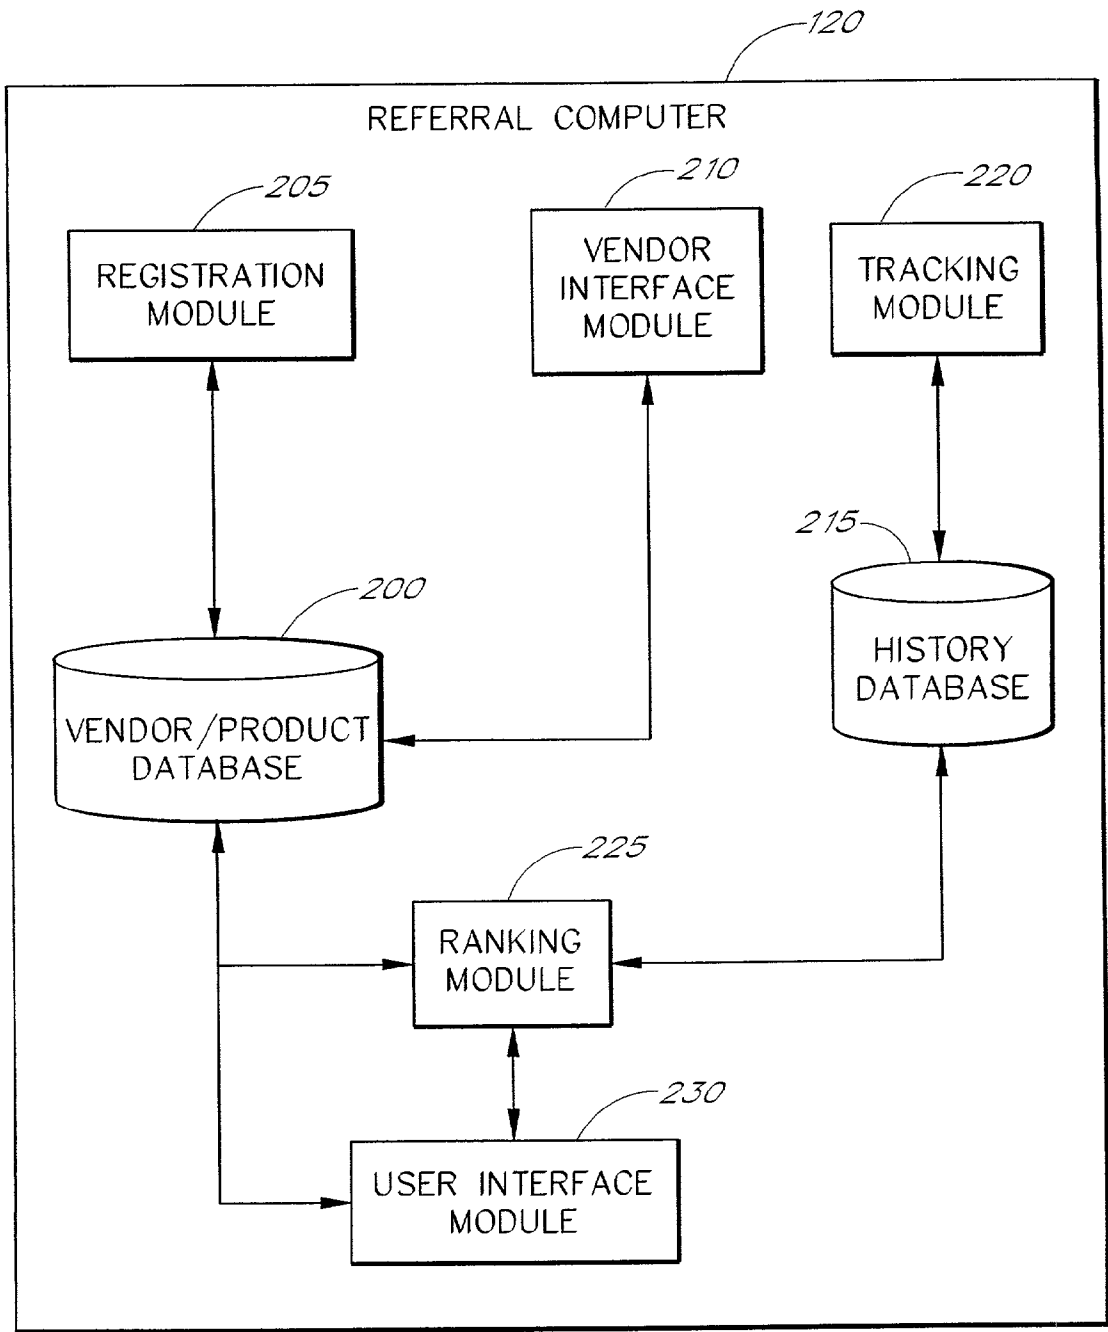 120
REFERRAL COMPUTER
205
REGISTRATION
MODULE
210
VENDOR
INTERFACE
MODULE
220
TRACKING
MODULE
200
VENDOR/PRODUCT
DATABASE
215
HISTORY
DATABASE
225
RANKING
MODULE
230
USER INTERFACE
MODULE